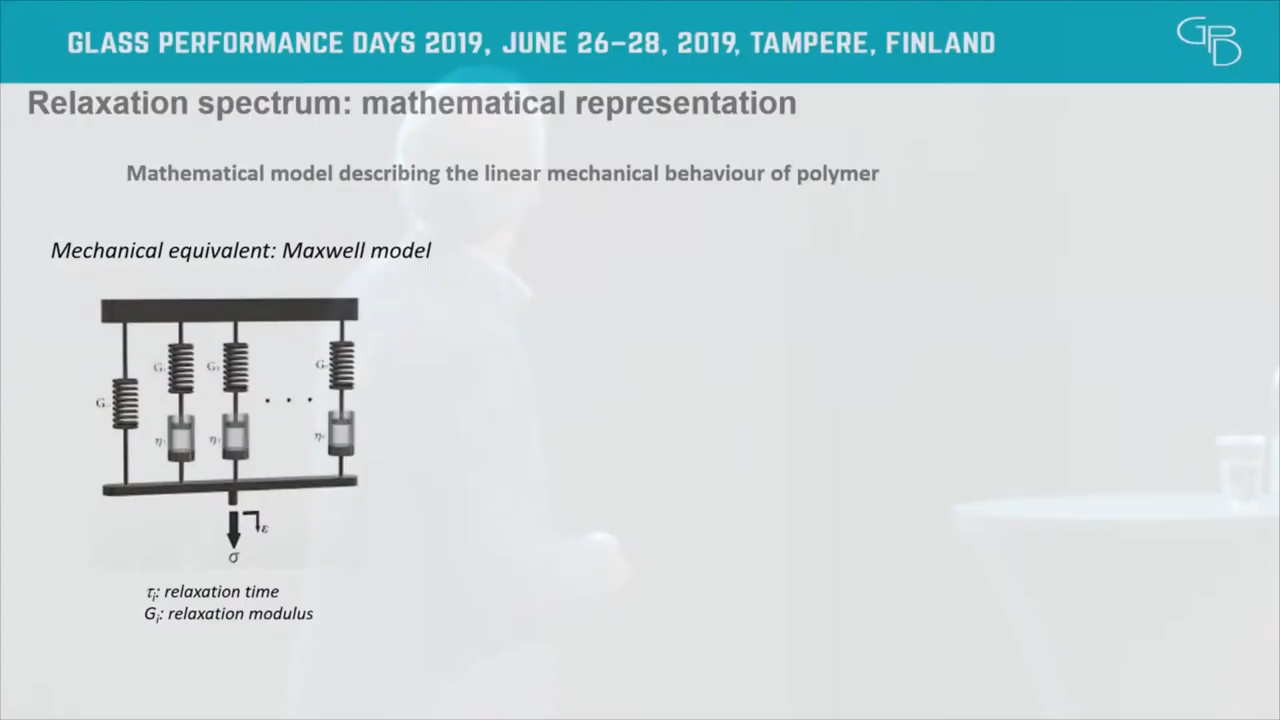 GLASS PERFORMANCE DAYS 2019, JUNE 26–28, 2019, TAMPERE, FINLAND
GPD
Relaxation spectrum: mathematical representation
Mathematical model describing the linear mechanical behaviour of polymer
Mechanical equivalent: Maxwell model
G G G
G
η η η
ε
σ
τi: relaxation time
Gi: relaxation modulus